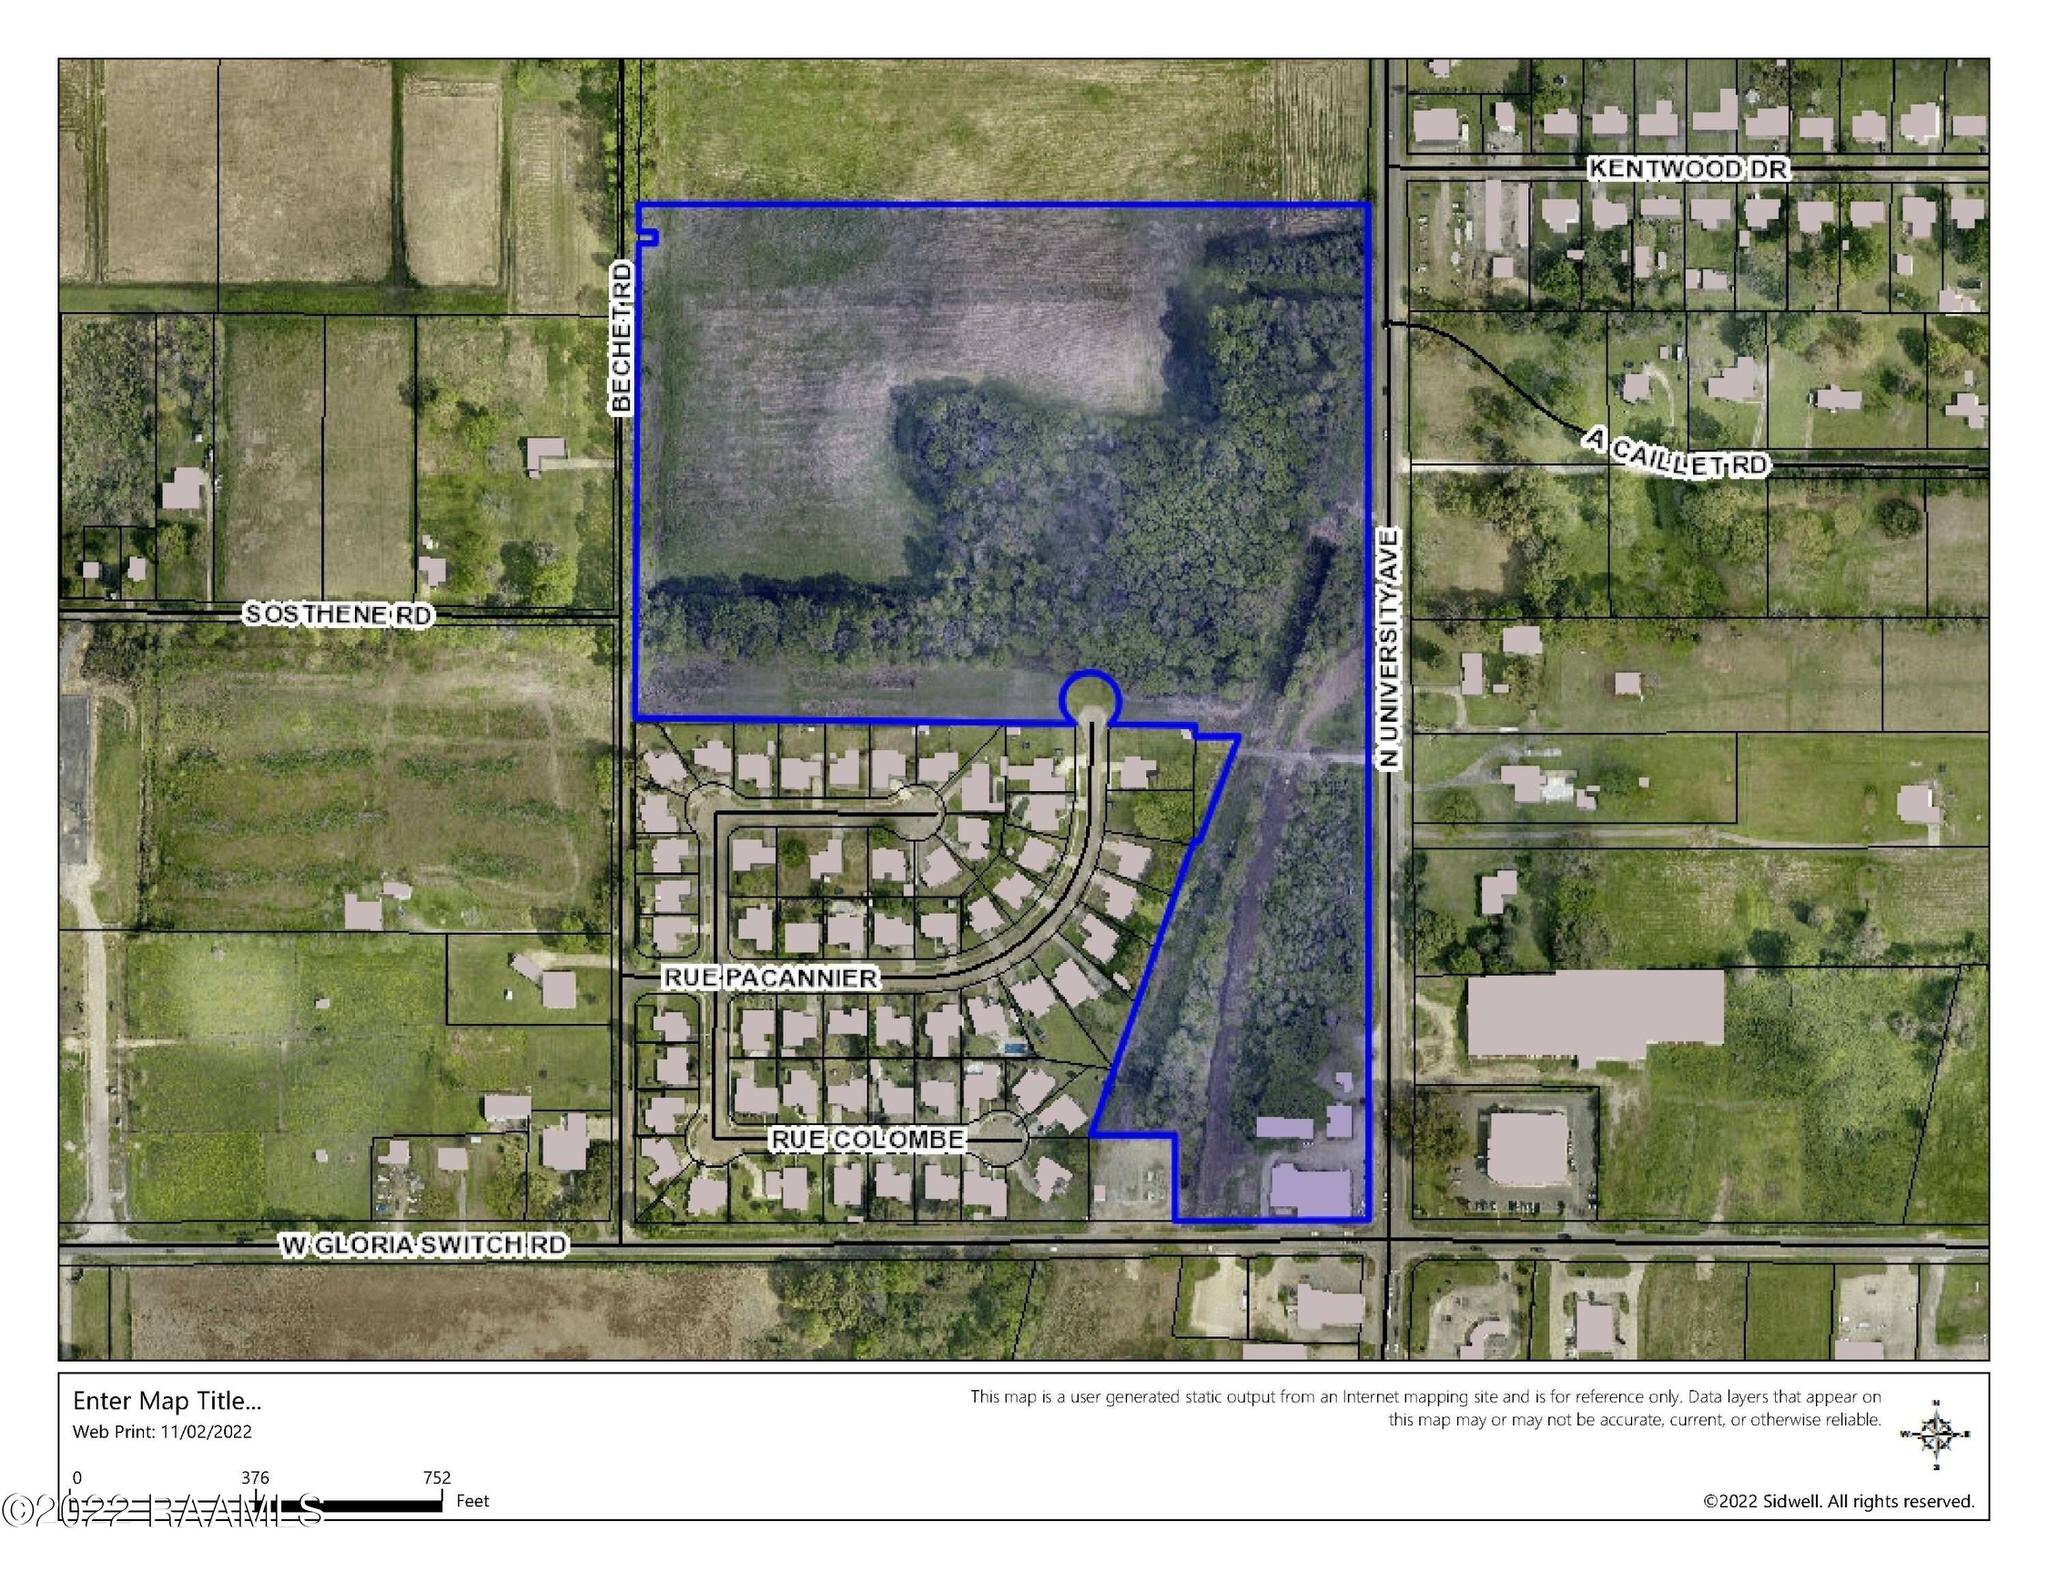 KENTWOOD DR
BECHET RD
A CAILLET RD
SOSTHENE RD
N UNIVERSITY AVE
RUE PACANNIER
RUE COLOMBE
W GLORIA SWITCH RD
Enter Map Title...
Web Print: 11/02/2022
This map is a user generated static output from an Internet mapping site and is for reference only. Data layers that appear on
this map may or may not be accurate, current, or otherwise reliable.
N
W E
S
0 376 752
Feet
©2022 RAAMLS
©2022 Sidwell. All rights reserved.